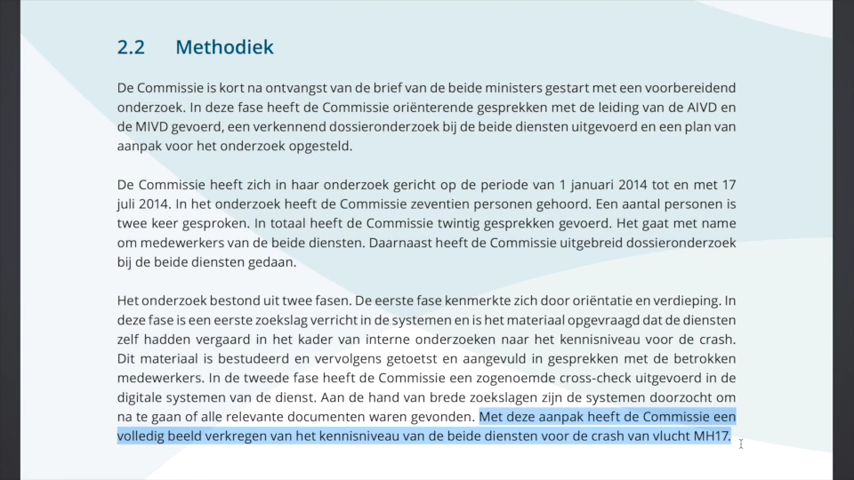 2.2 Methodiek
De Commissie is kort na ontvangst van de brief van de beide ministers gestart met een voorbereidend
onderzoek. In deze fase heeft de Commissie oriënterende gesprekken met de leiding van de AIVD en
de MIVD gevoerd, een verkennend dossieronderzoek bij de beide diensten uitgevoerd en een plan van
aanpak voor het onderzoek opgesteld.
De Commissie heeft zich in haar onderzoek gericht op de periode van 1 januari 2014 tot en met 17
juli 2014. In het onderzoek heeft de Commissie zeventien personen gehoord. Een aantal personen is
twee keer gesproken. In totaal heeft de Commissie twintig gesprekken gevoerd. Het gaat met name
om medewerkers van de beide diensten. Daarnaast heeft de Commissie uitgebreid dossieronderzoek
bij de beide diensten gedaan.
Het onderzoek bestond uit twee fasen. De eerste fase kenmerkte zich door oriëntatie en verdieping. In
deze fase is een eerste zoekslag verricht in de systemen en is het materiaal opgevraagd dat de diensten
zelf hadden vergaard in het kader van interne onderzoeken naar het kennisniveau voor de crash.
Dit materiaal is bestudeerd en vervolgens getoetst en aangevuld in gesprekken met de betrokken
medewerkers. In de tweede fase heeft de Commissie een zogenoemde cross-check uitgevoerd in de
digitale systemen van de dienst. Aan de hand van brede zoekslagen zijn de systemen doorzocht om
na te gaan of alle relevante documenten waren gevonden. Met deze aanpak heeft de Commissie een
volledig beeld verkregen van het kennisniveau van de beide diensten voor de crash van vlucht MH17.